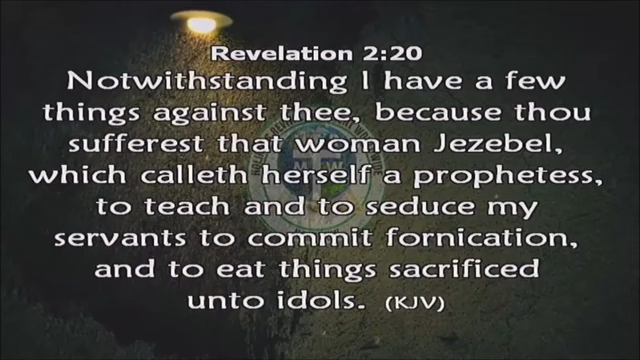 Revelation 2:20
Notwithstanding I have a few
things against thee, because thou
sufferest that woman Jezebel,
which calleth herself a prophetess,
to teach and to seduce my
servants to commit fornication,
and to eat things sacrificed
unto idols. (KJV)